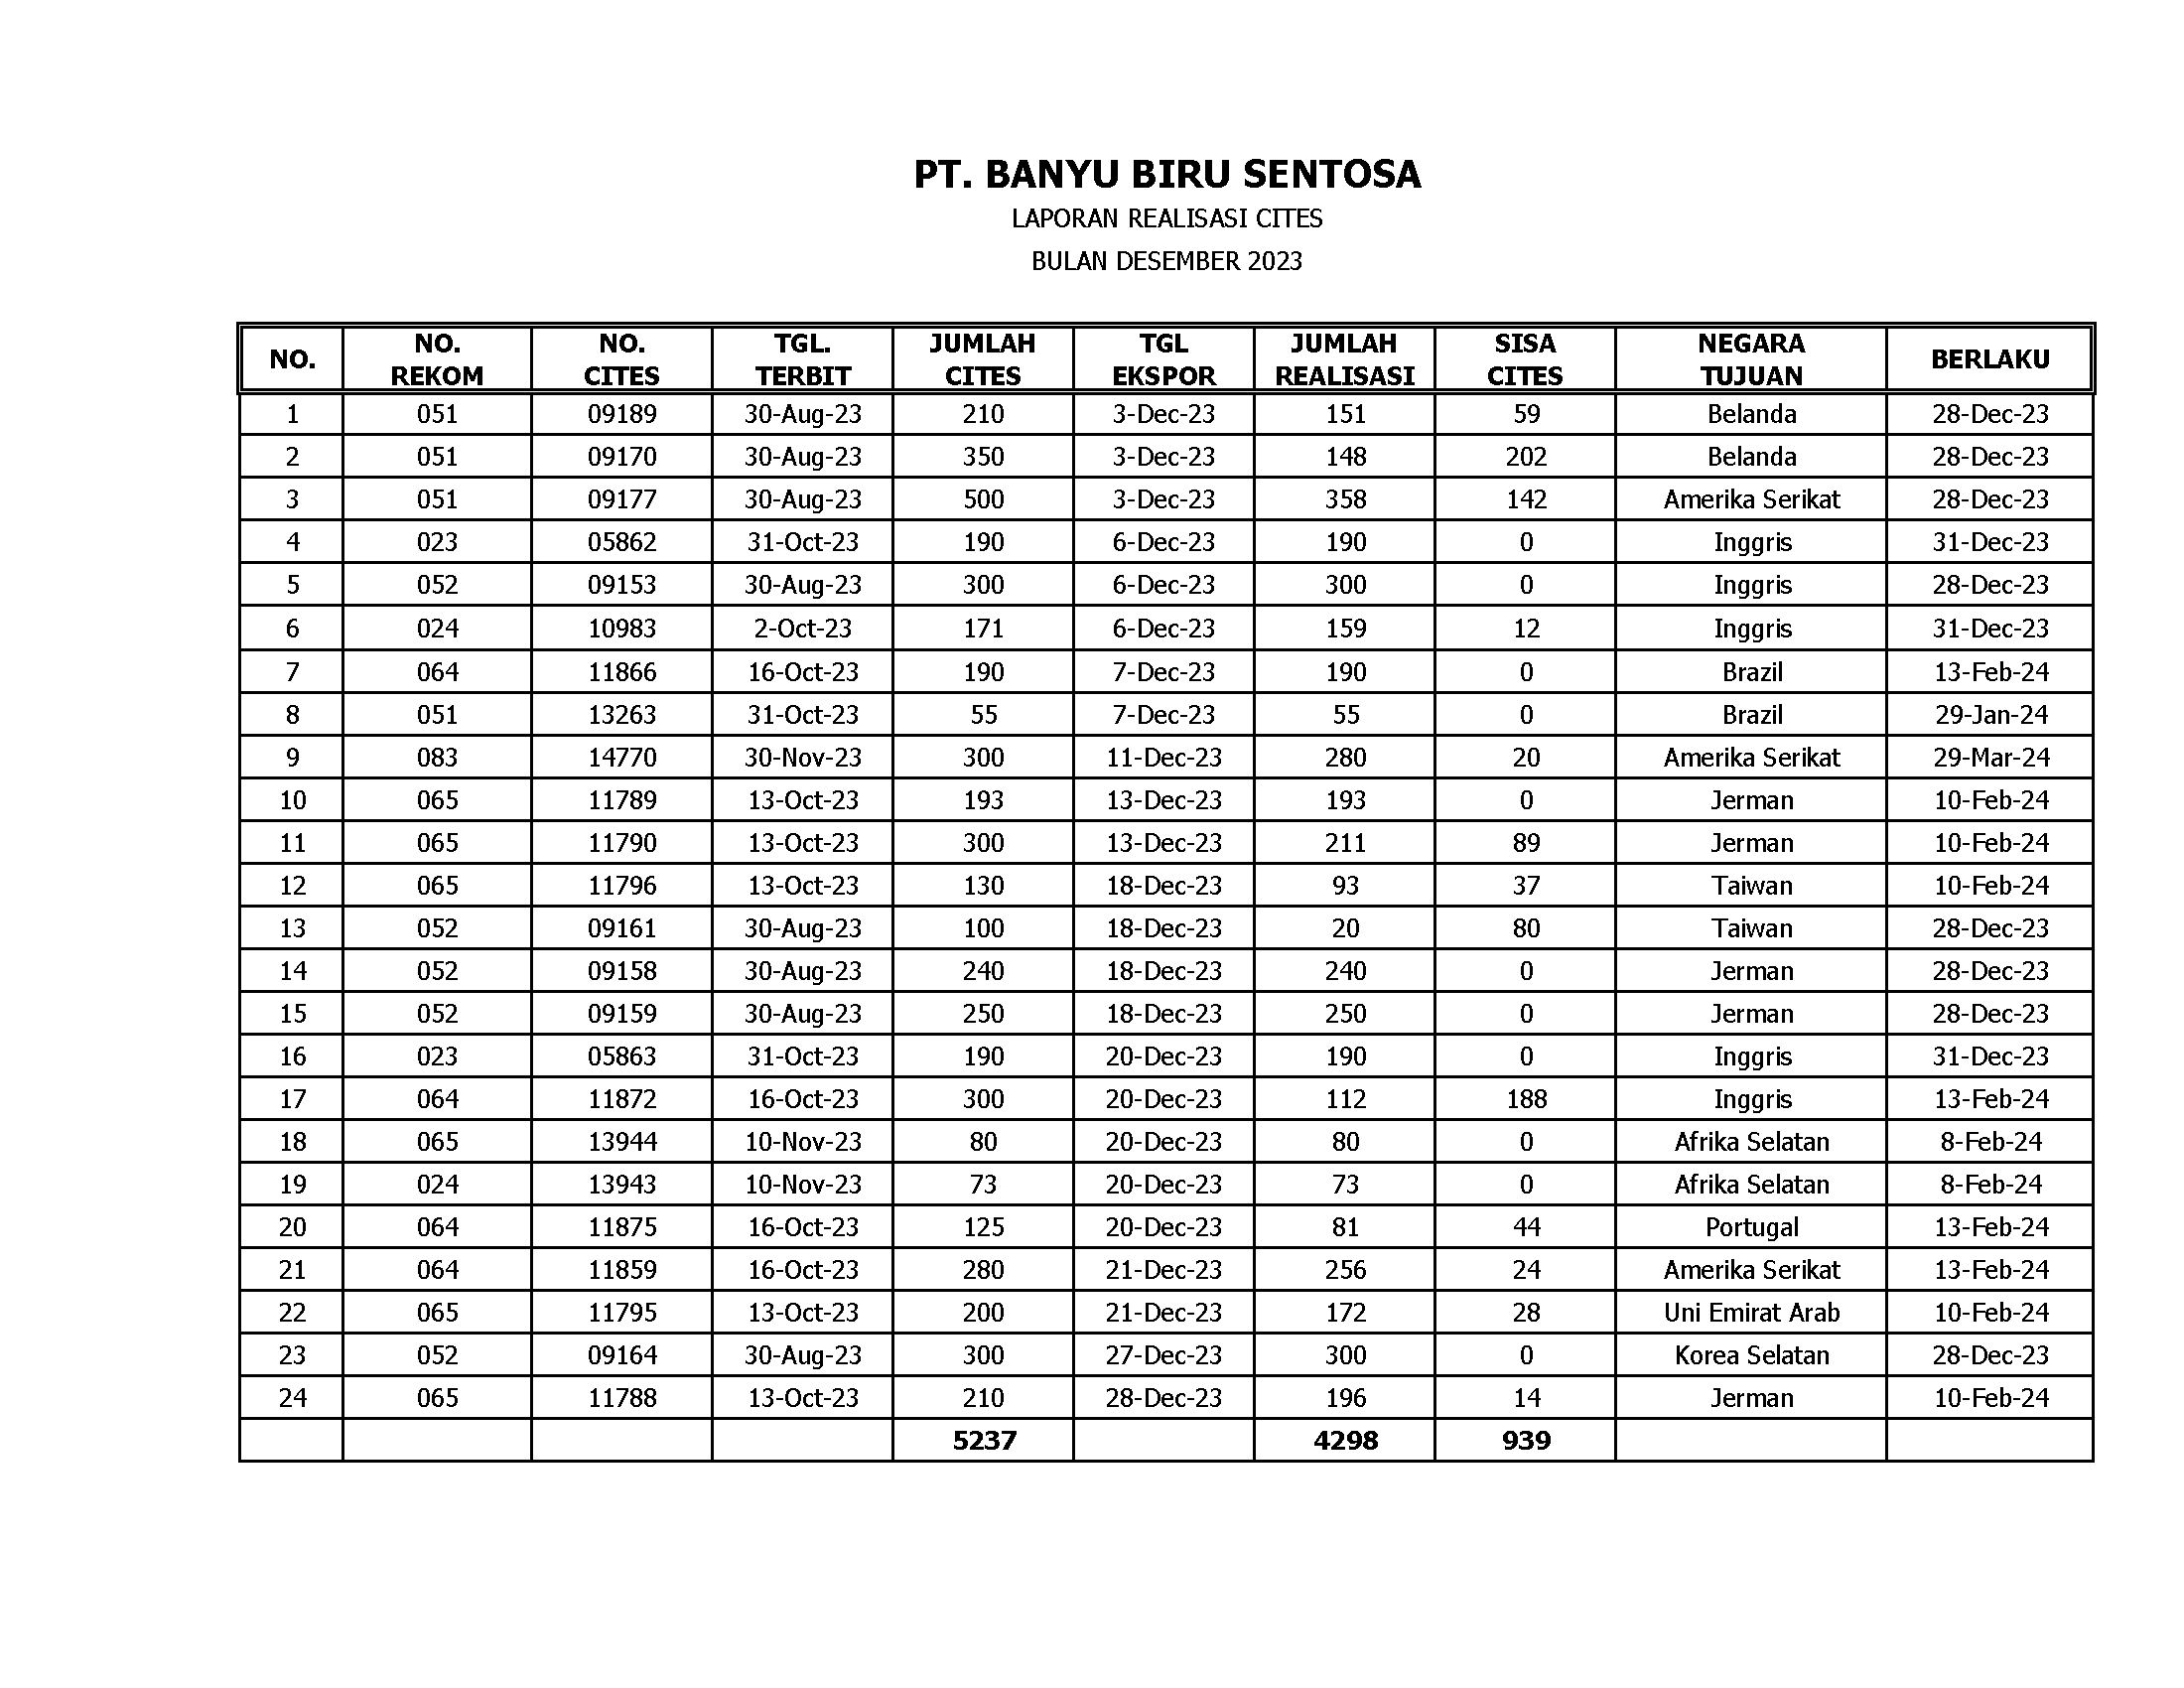 PT. BANYU BIRU SENTOSA
LAPORAN REALISASI CITES
BULAN DESEMBER 2023
NO. NO. REKOM NO. CITES TGL. TERBIT JUMLAH CITES TGL EKSPOR JUMLAH REALISASI SISA CITES NEGARA TUJUAN BERLAKU
1 051 09189 30-Aug-23 210 3-Dec-23 151 59 Belanda 28-Dec-23
2 051 09170 30-Aug-23 350 3-Dec-23 148 202 Belanda 28-Dec-23
3 051 09177 30-Aug-23 500 3-Dec-23 358 142 Amerika Serikat 28-Dec-23
4 023 05862 31-Oct-23 190 6-Dec-23 190 0 Inggris 31-Dec-23
5 052 09153 30-Aug-23 300 6-Dec-23 300 0 Inggris 28-Dec-23
6 024 10983 2-Oct-23 171 6-Dec-23 159 12 Inggris 31-Dec-23
7 064 11866 16-Oct-23 190 7-Dec-23 190 0 Brazil 13-Feb-24
8 051 13263 31-Oct-23 55 7-Dec-23 55 0 Brazil 29-Jan-24
9 083 14770 30-Nov-23 300 11-Dec-23 280 20 Amerika Serikat 29-Mar-24
10 065 11789 13-Oct-23 193 13-Dec-23 193 0 Jerman 10-Feb-24
11 065 11790 13-Oct-23 300 13-Dec-23 211 89 Jerman 10-Feb-24
12 065 11796 13-Oct-23 130 18-Dec-23 93 37 Taiwan 10-Feb-24
13 052 09161 30-Aug-23 100 18-Dec-23 20 80 Taiwan 28-Dec-23
14 052 09158 30-Aug-23 240 18-Dec-23 240 0 Jerman 28-Dec-23
15 052 09159 30-Aug-23 250 18-Dec-23 250 0 Jerman 28-Dec-23
16 023 05863 31-Oct-23 190 20-Dec-23 190 0 Inggris 31-Dec-23
17 064 11872 16-Oct-23 300 20-Dec-23 112 188 Inggris 13-Feb-24
18 065 13944 10-Nov-23 80 20-Dec-23 80 0 Afrika Selatan 8-Feb-24
19 024 13943 10-Nov-23 73 20-Dec-23 73 0 Afrika Selatan 8-Feb-24
20 064 11875 16-Oct-23 125 20-Dec-23 81 44 Portugal 13-Feb-24
21 064 11859 16-Oct-23 280 21-Dec-23 256 24 Amerika Serikat 13-Feb-24
22 065 11795 13-Oct-23 200 21-Dec-23 172 28 Uni Emirat Arab 10-Feb-24
23 052 09164 30-Aug-23 300 27-Dec-23 300 0 Korea Selatan 28-Dec-23
24 065 11788 13-Oct-23 210 28-Dec-23 196 14 Jerman 10-Feb-24
5237 4298 939